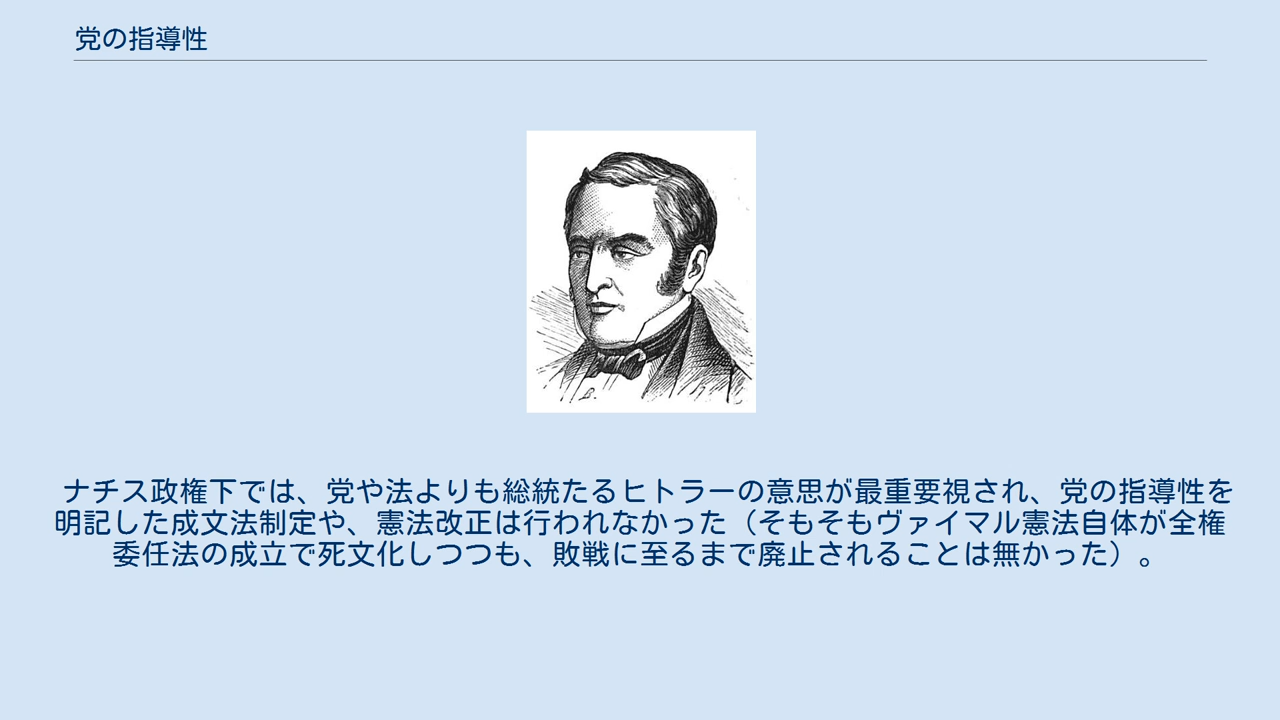 党の指導性
ナチス政権下では、党や法よりも総統たるヒトラーの意思が最重要視され、党の指導性を
明記した成文法制定や、憲法改正は行われなかった（そもそもヴァイマル憲法自体が全権
委任法の成立で死文化しつつも、敗戦に至るまで廃止されることは無かった）。